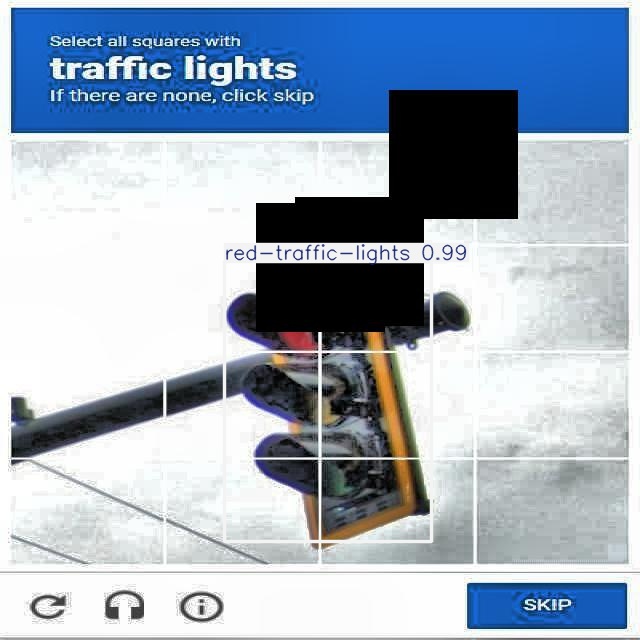 Select all squares with
traffic lights
If there are none, click skip
red-traffic-lights 0.99
SKIP